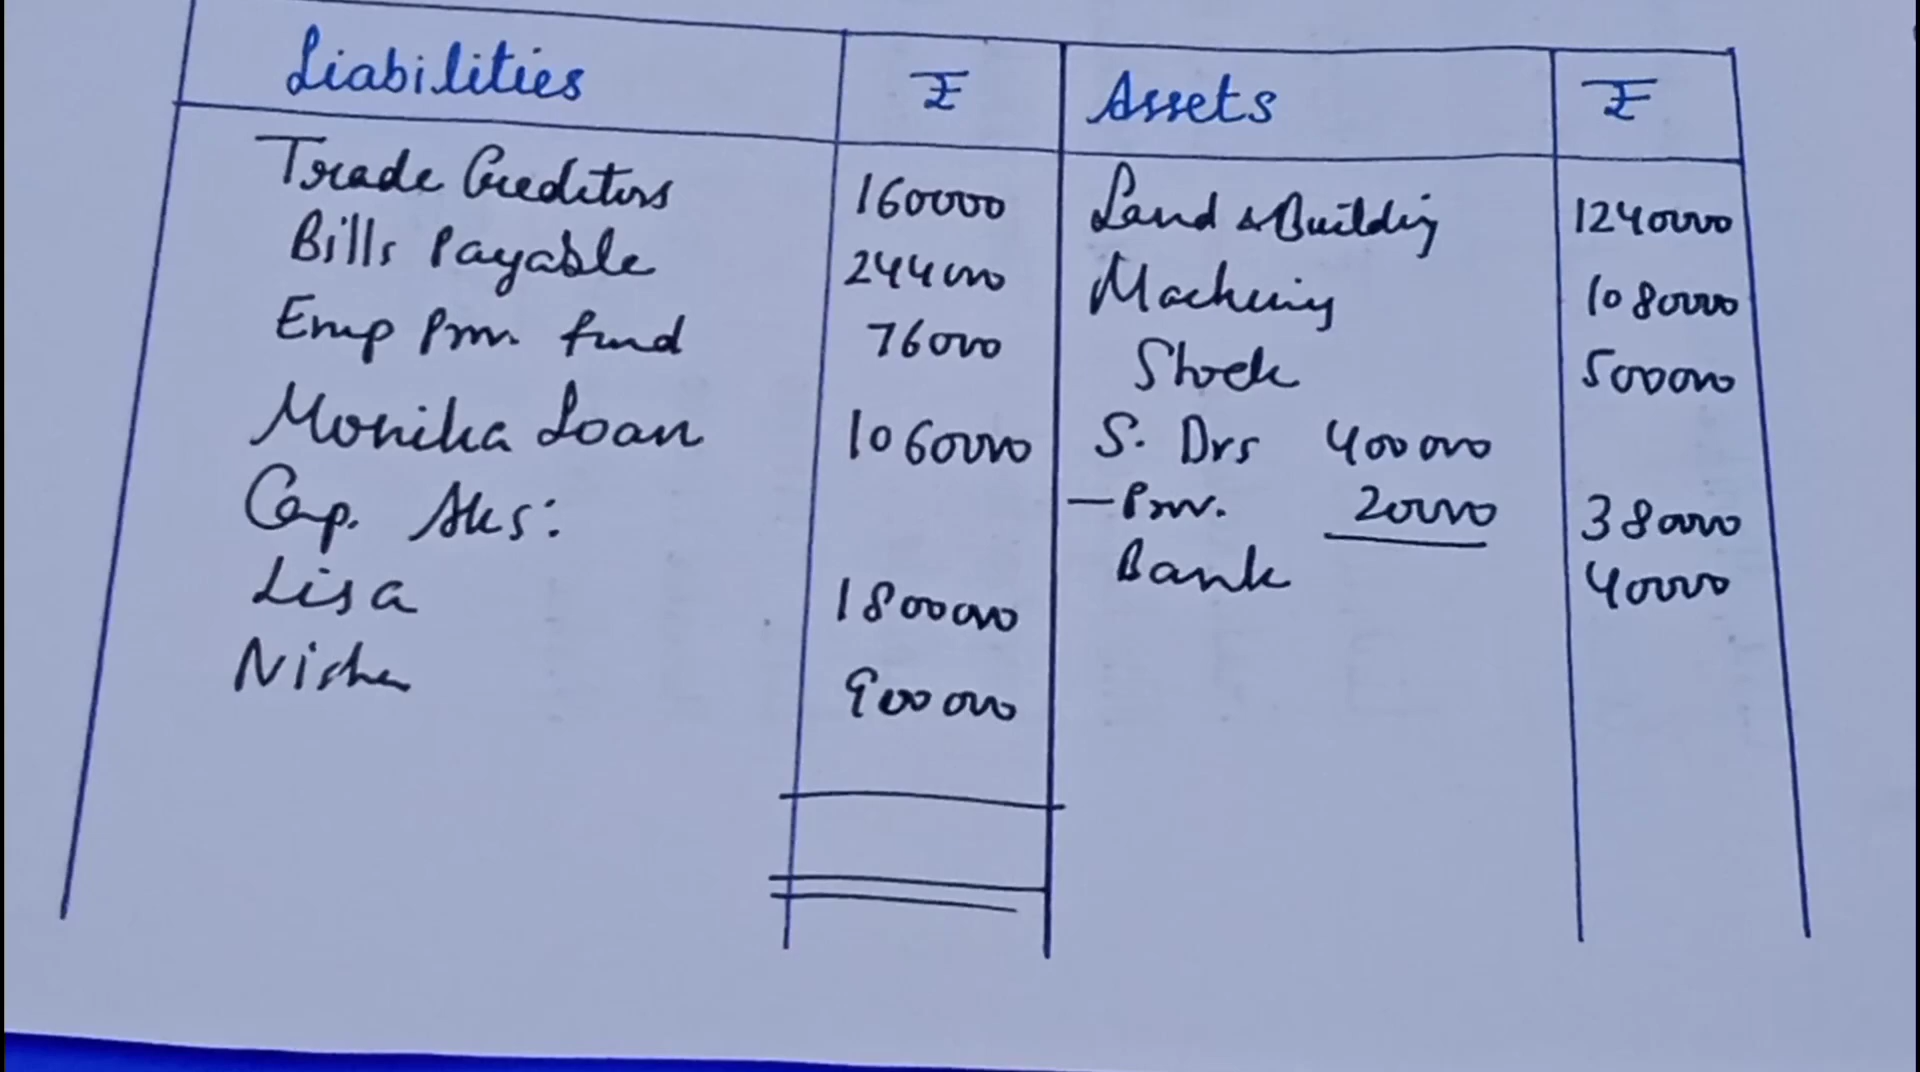 Liabilities ₹ Assets ₹
Trade Creditors 160000 Land & Building 1240000
Bills Payable 244000 Machinery 1080000
Emp Prov. fund 76000 Stock 500000
Monika Loan 1060000 S. Drs 400000
Cap. A/cs: – Prov. 20000 380000
Lisa 1800000 Bank 40000
Nisha 900000